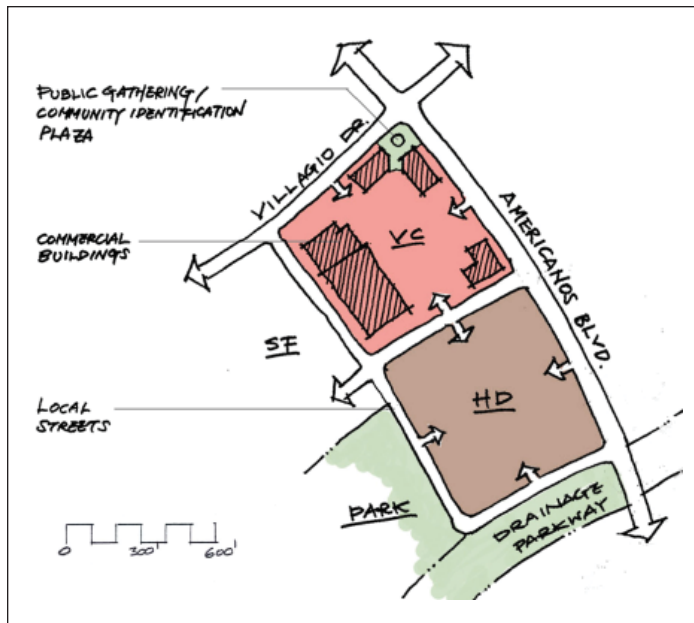 PUBLIC GATHERING/
COMMUNITY IDENTIFICATION
PLAZA
VILLAGIO DR.
AMERICANOS BLVD.
COMMERCIAL
BUILDINGS
VC
SF
HD
LOCAL
STREETS
PARK
DRAINAGE
PARKWAY
0 300' 600'